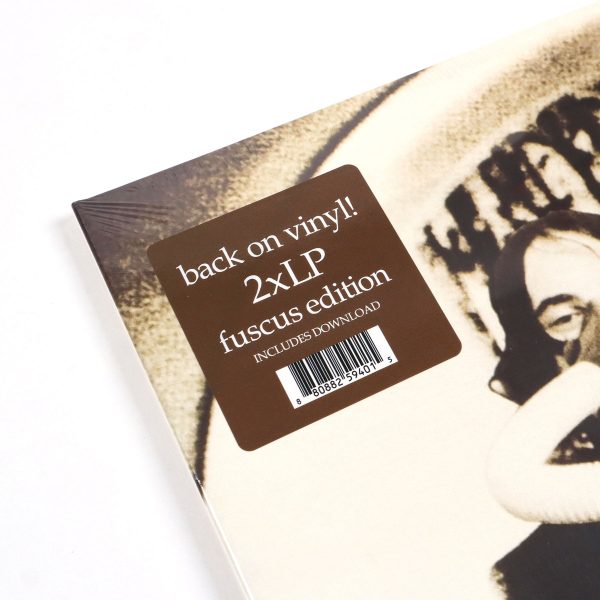 back on vinyl!
2xLP
fuscus edition
INCLUDES DOWNLOAD
8 80882 59401 5